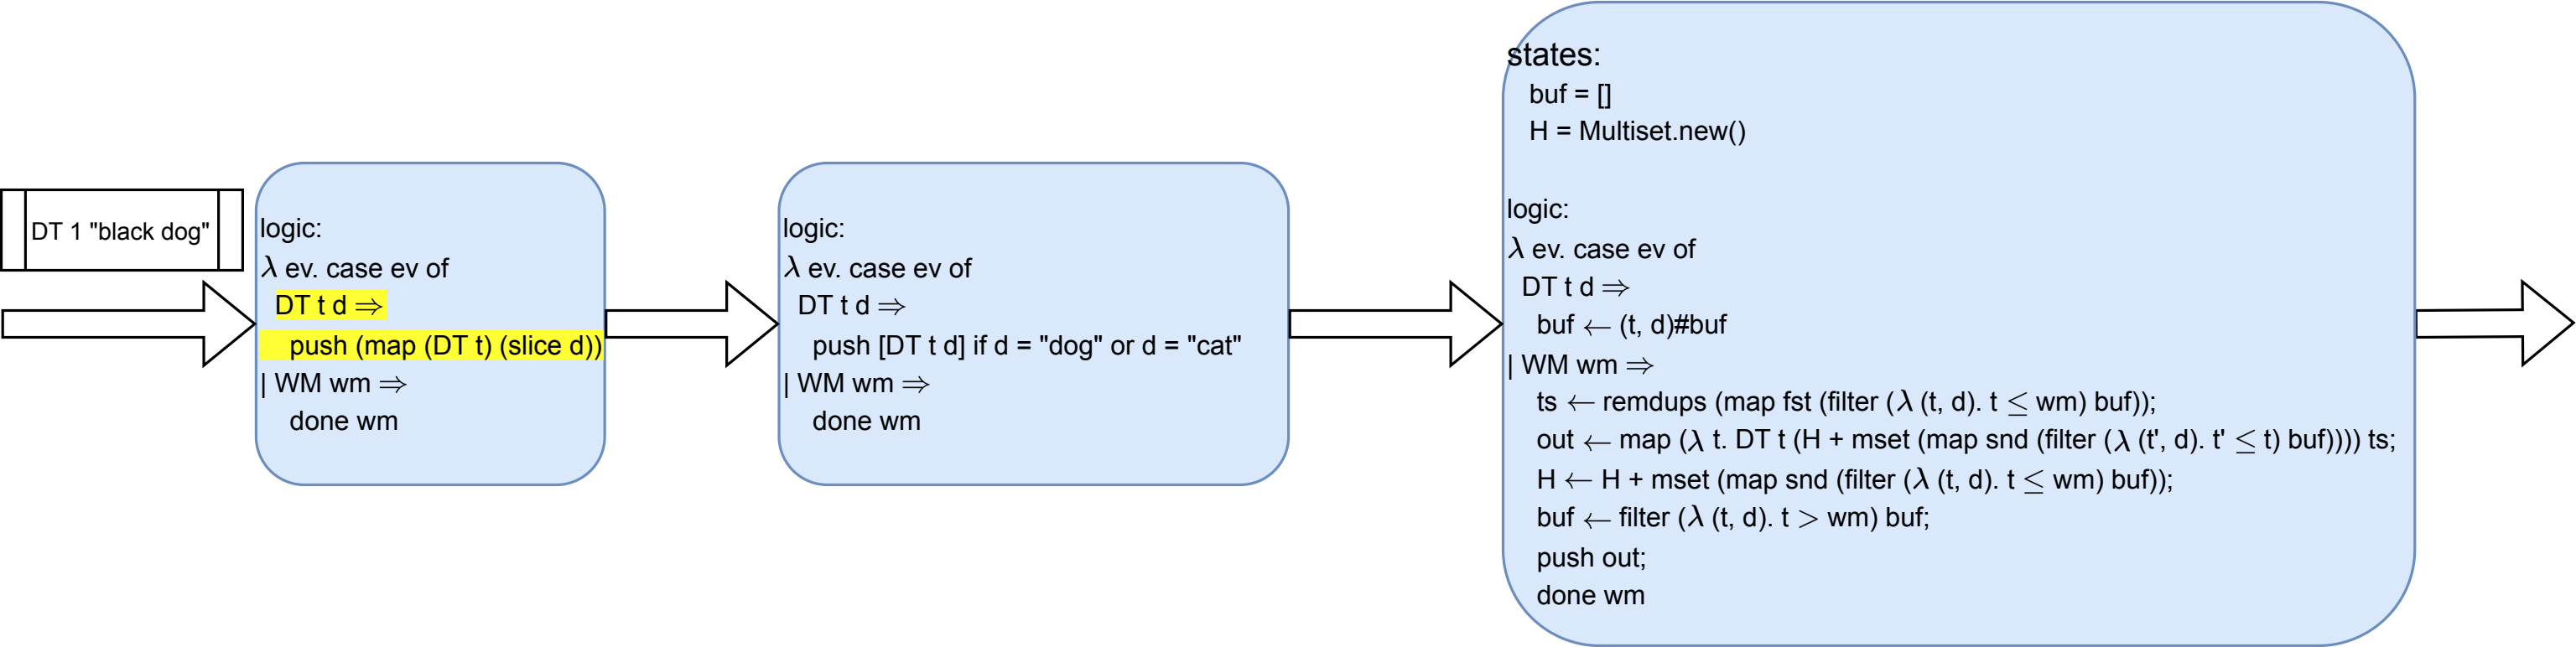 DT 1 "black dog"
logic:
λ ev. case ev of
DT t d ⇒
push (map (DT t) (slice d))
| WM wm ⇒
done wm
logic:
λ ev. case ev of
DT t d ⇒
push [DT t d] if d = "dog" or d = "cat"
| WM wm ⇒
done wm
states:
buf = []
H = Multiset.new()
logic:
λ ev. case ev of
DT t d ⇒
buf ← (t, d)#buf
| WM wm ⇒
ts ← remdups (map fst (filter (λ (t, d). t ≤ wm) buf));
out ← map (λ t. DT t (H + mset (map snd (filter (λ (t', d). t' ≤ t) buf)))) ts;
H ← H + mset (map snd (filter (λ (t, d). t ≤ wm) buf));
buf ← filter (λ (t, d). t > wm) buf;
push out;
done wm